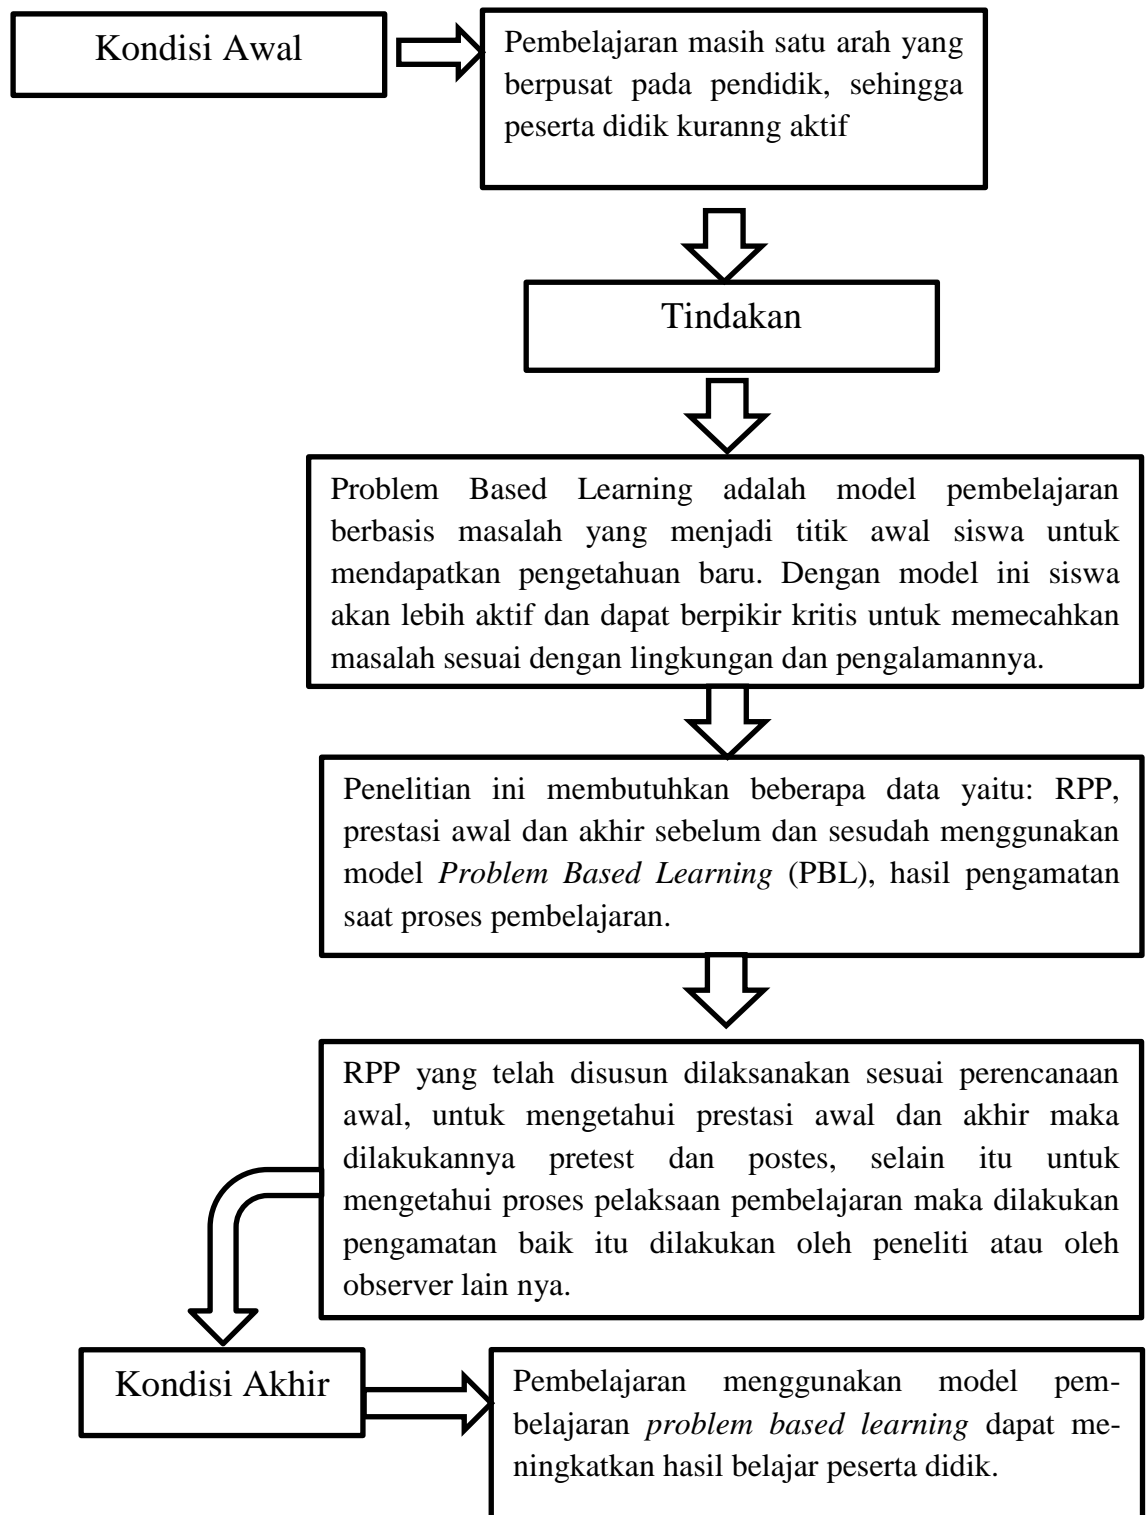 Kondisi Awal
Pembelajaran masih satu arah yang
berpusat pada pendidik, sehingga
peserta didik kuranng aktif
Tindakan
Problem Based Learning adalah model pembelajaran
berbasis masalah yang menjadi titik awal siswa untuk
mendapatkan pengetahuan baru. Dengan model ini siswa
akan lebih aktif dan dapat berpikir kritis untuk memecahkan
masalah sesuai dengan lingkungan dan pengalamannya.
Penelitian ini membutuhkan beberapa data yaitu: RPP,
prestasi awal dan akhir sebelum dan sesudah menggunakan
model Problem Based Learning (PBL), hasil pengamatan
saat proses pembelajaran.
RPP yang telah disusun dilaksanakan sesuai perencanaan
awal, untuk mengetahui prestasi awal dan akhir maka
dilakukannya pretest dan postes, selain itu untuk
mengetahui proses pelaksaan pembelajaran maka dilakukan
pengamatan baik itu dilakukan oleh peneliti atau oleh
observer lain nya.
Kondisi Akhir
Pembelajaran menggunakan model pem-
belajaran problem based learning dapat me-
ningkatkan hasil belajar peserta didik.